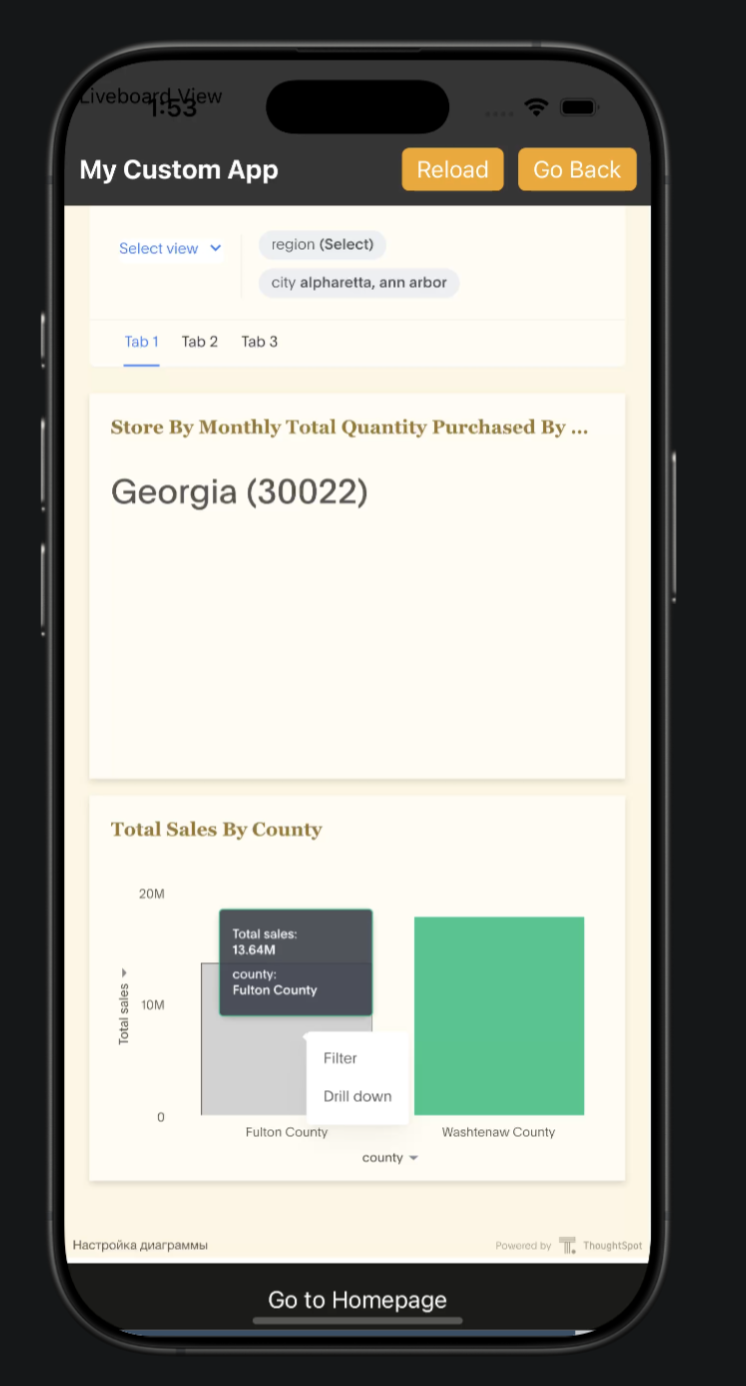 Liveboard View
1:53
My Custom App
Reload
Go Back
Select view
region (Select)
city alpharetta, ann arbor
Tab 1
Tab 2
Tab 3
Store By Monthly Total Quantity Purchased By ...
Georgia (30022)
Total Sales By County
20M
10M
0
Total sales
Total sales:
13.64M
county:
Fulton County
Filter
Drill down
Fulton County
Washtenaw County
county
Настройка диаграммы
Powered by ThoughtSpot
Go to Homepage